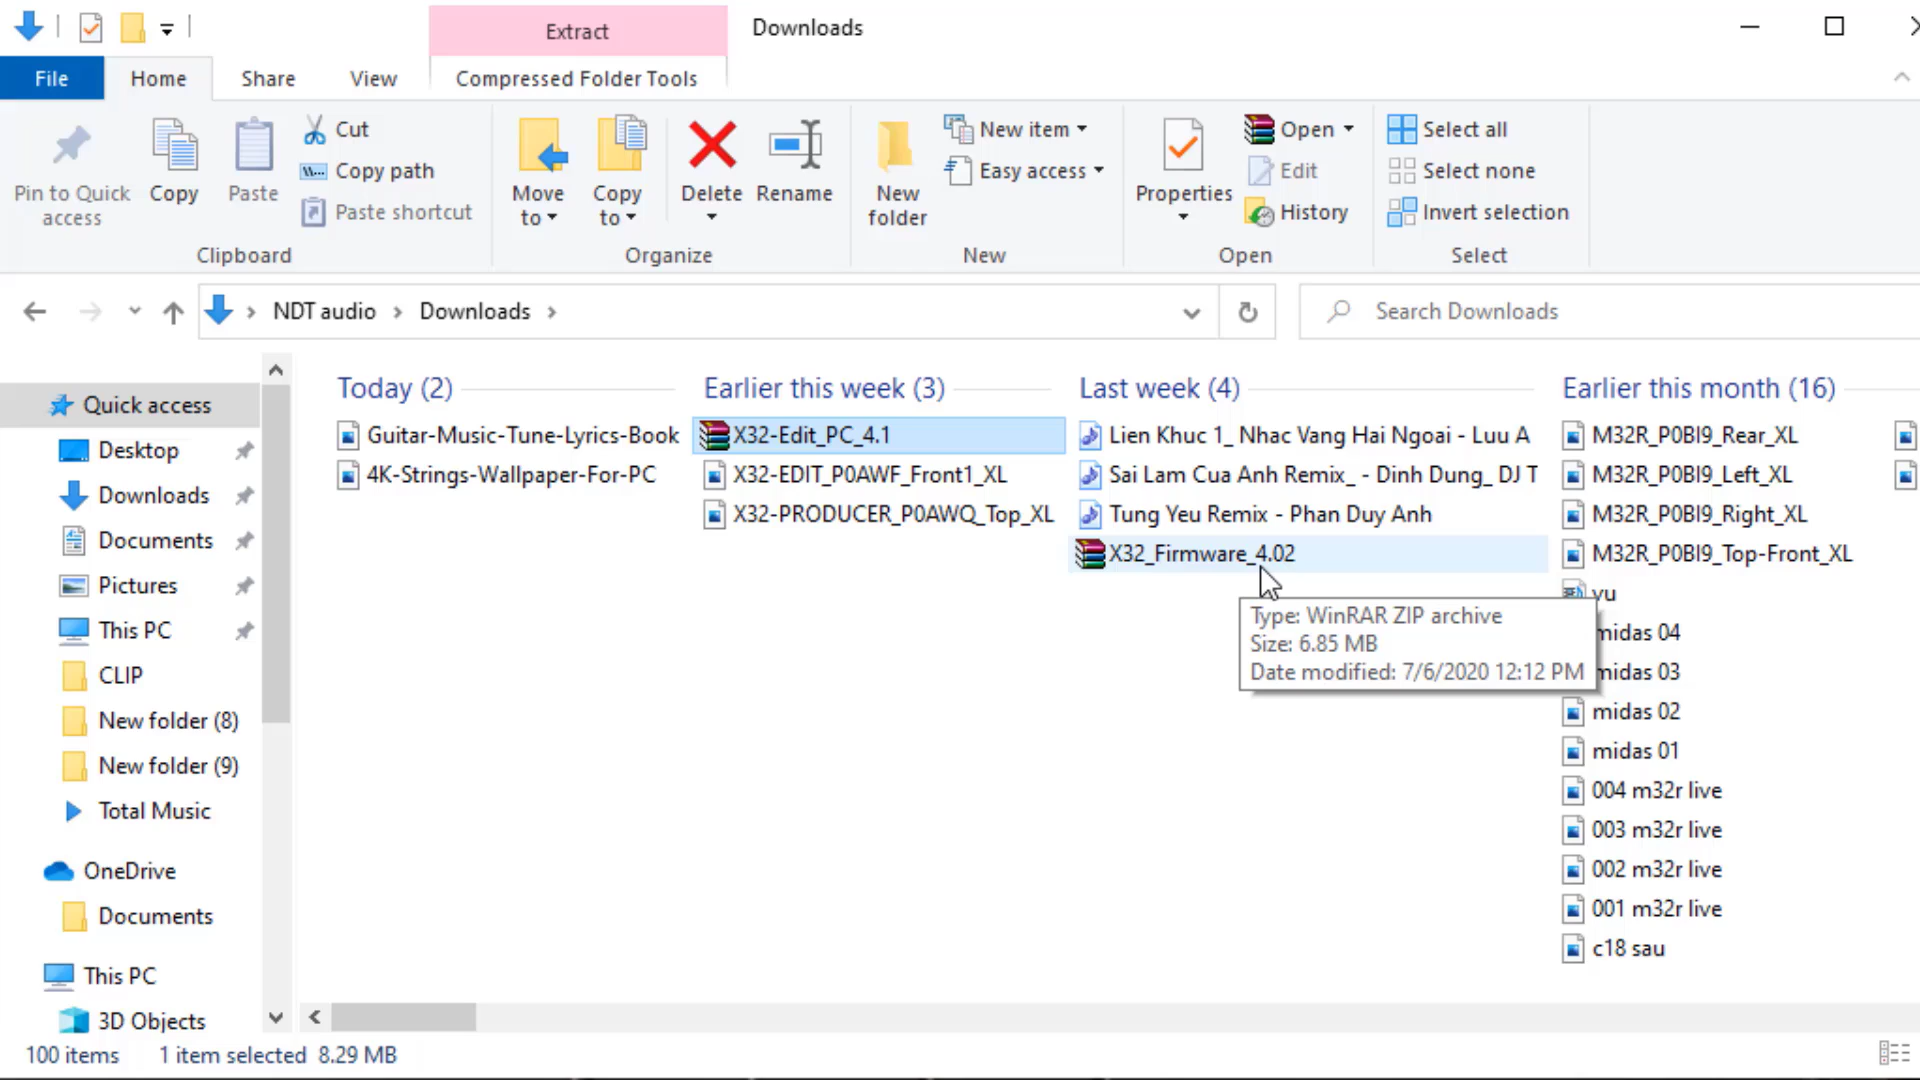 Extract
Downloads
File
Home
Share
View
Compressed Folder Tools
Pin to Quick access
Copy
Paste
Cut
Copy path
Paste shortcut
Clipboard
Move to
Copy to
Delete
Rename
Organize
New folder
New item
Easy access
New
Properties
Open
Edit
History
Open
Select all
Select none
Invert selection
Select
NDT audio
Downloads
Search Downloads
Quick access
Desktop
Downloads
Documents
Pictures
This PC
CLIP
New folder (8)
New folder (9)
Total Music
OneDrive
Documents
This PC
3D Objects
Today (2)
Guitar-Music-Tune-Lyrics-Book
4K-Strings-Wallpaper-For-PC
Earlier this week (3)
X32-Edit_PC_4.1
X32-EDIT_P0AWF_Front1_XL
X32-PRODUCER_P0AWQ_Top_XL
Last week (4)
Lien Khuc 1_ Nhac Vang Hai Ngoai - Luu A
Sai Lam Cua Anh Remix_ - Dinh Dung_ DJ T
Tung Yeu Remix - Phan Duy Anh
X32_Firmware_4.02
Type: WinRAR ZIP archive
Size: 6.85 MB
Date modified: 7/6/2020 12:12 PM
Earlier this month (16)
M32R_P0BI9_Rear_XL
M32R_P0BI9_Left_XL
M32R_P0BI9_Right_XL
M32R_P0BI9_Top-Front_XL
vu
midas 04
midas 03
midas 02
midas 01
004 m32r live
003 m32r live
002 m32r live
001 m32r live
c18 sau
100 items
1 item selected 8.29 MB